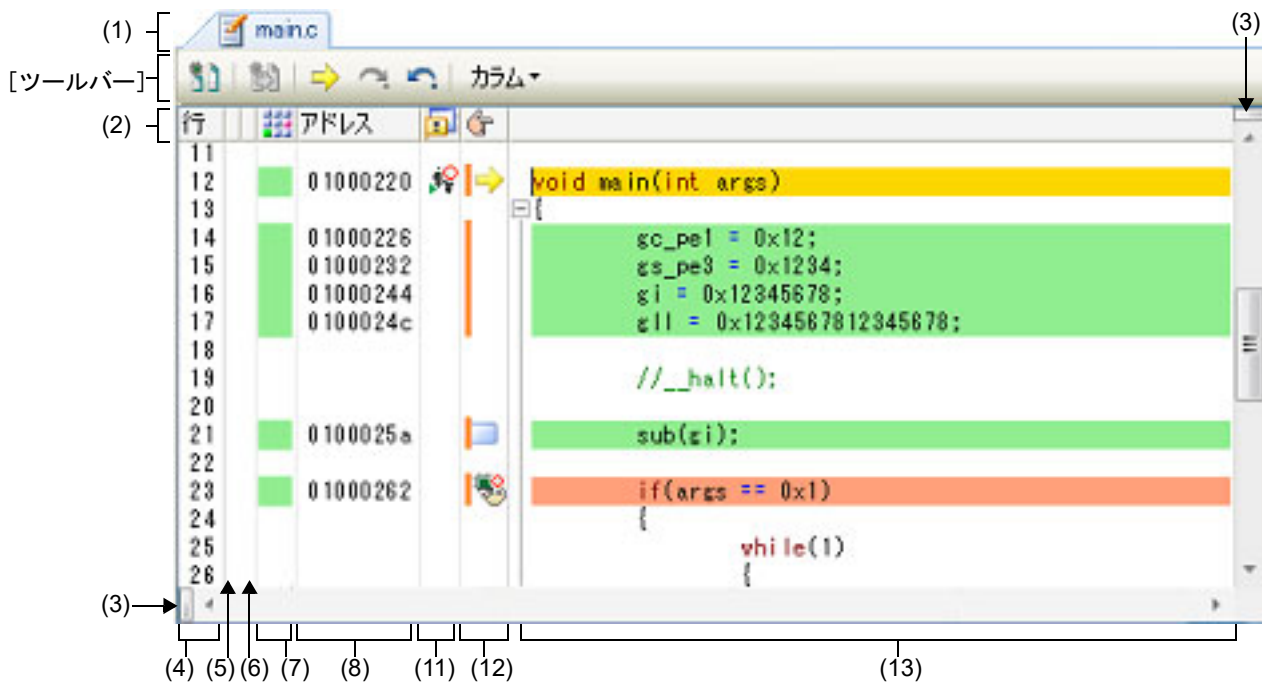 (1) main.c (3)
[ツールバー] カラム
(2) 行 アドレス
11
12 01000220 void main(int args)
13 {
14 01000226 gc_pe1 = 0x12;
15 01000232 gs_pe3 = 0x1234;
16 01000244 gi = 0x12345678;
17 0100024c gll = 0x1234567812345678;
18
19 //__halt();
20
21 0100025a sub(gi);
22
23 01000262 if(args == 0x1)
24 {
25 while(1)
26 {
(3)
(4) (5) (6) (7) (8) (11) (12) (13)